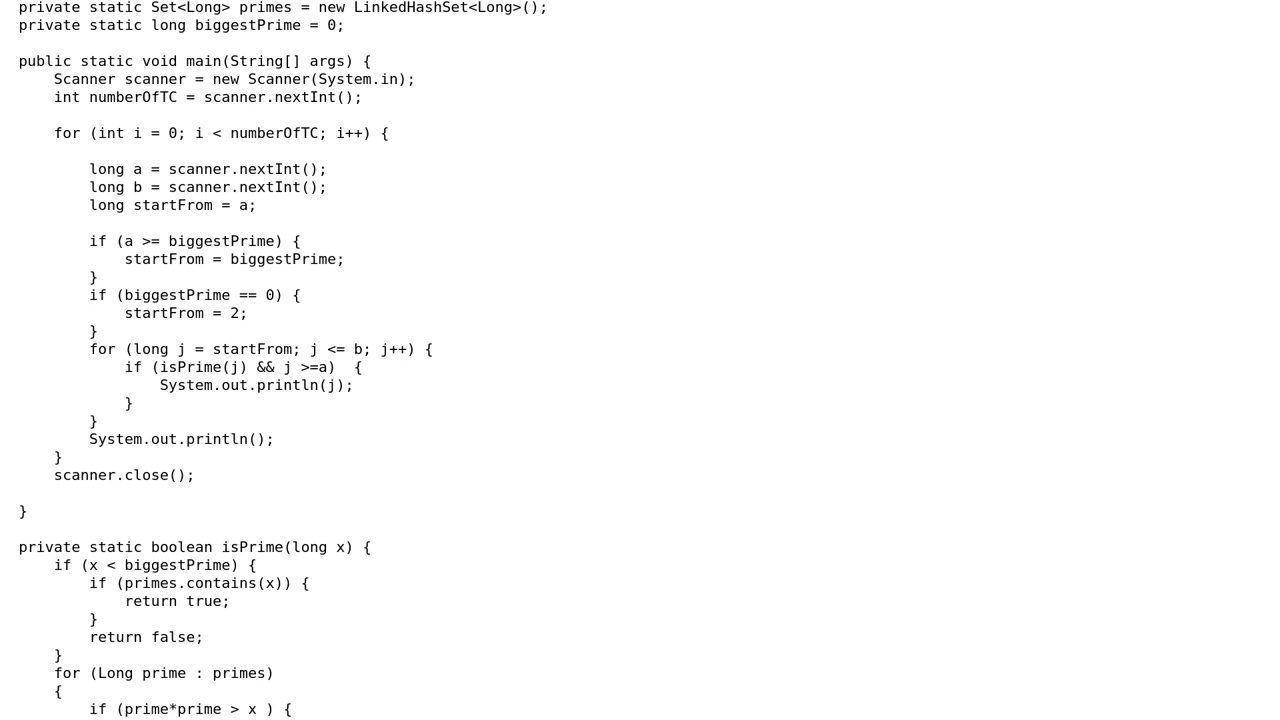 private static Set<Long> primes = new LinkedHashSet<Long>();
private static long biggestPrime = 0;

public static void main(String[] args) {
    Scanner scanner = new Scanner(System.in);
    int numberOfTC = scanner.nextInt();

    for (int i = 0; i < numberOfTC; i++) {

        long a = scanner.nextInt();
        long b = scanner.nextInt();
        long startFrom = a;

        if (a >= biggestPrime) {
            startFrom = biggestPrime;
        }
        if (biggestPrime == 0) {
            startFrom = 2;
        }
        for (long j = startFrom; j <= b; j++) {
            if (isPrime(j) && j >=a)  {
                System.out.println(j);
            }
        }
        System.out.println();
    }
    scanner.close();

}

private static boolean isPrime(long x) {
    if (x < biggestPrime) {
        if (primes.contains(x)) {
            return true;
        }
        return false;
    }
    for (Long prime : primes)
    {
        if (prime*prime > x ) {